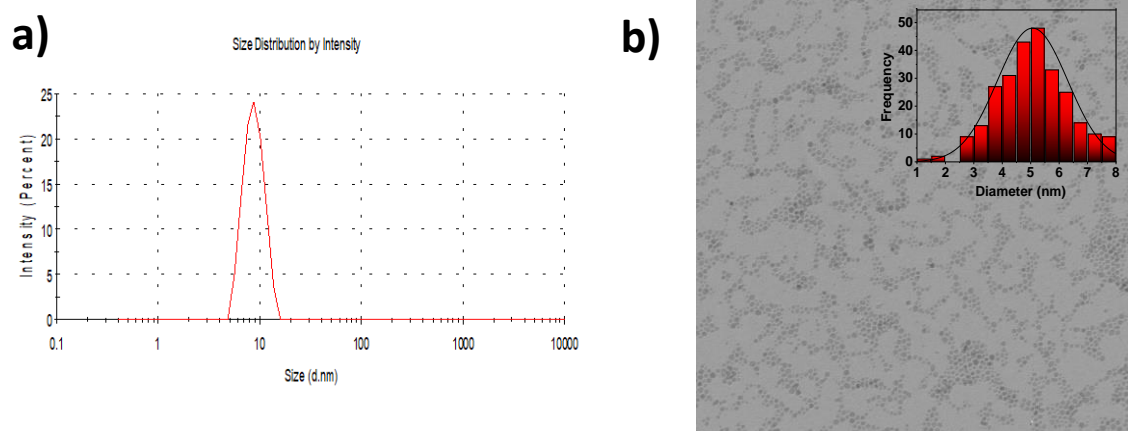 a)
Size Distribution by Intensity
Intensity (Percent)
25
20
15
10
5
0
0.1 1 10 100 1000 10000
Size (d.nm)
b)
Frequency
50
40
30
20
10
0
1 2 3 4 5 6 7 8
Diameter (nm)